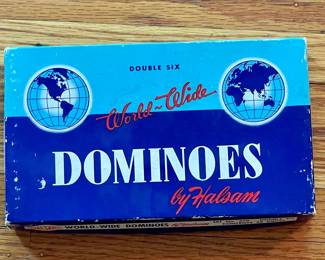 DOUBLE SIX
World~Wide
DOMINOES
by Halsam
WORLD-WIDE DOMINOES